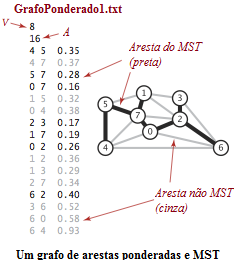 GrafoPonderado1.txt
V 8
16 A
4 5 0.35
4 7 0.37
5 7 0.28
0 7 0.16
1 5 0.32
0 4 0.38
2 3 0.17
1 7 0.19
0 2 0.26
1 2 0.36
1 3 0.29
2 7 0.34
6 2 0.40
3 6 0.52
6 0 0.58
6 4 0.93
Aresta do MST
(preta)
1
3
5
7
2
0
4
6
Aresta não MST
(cinza)
Um grafo de arestas ponderadas e MST